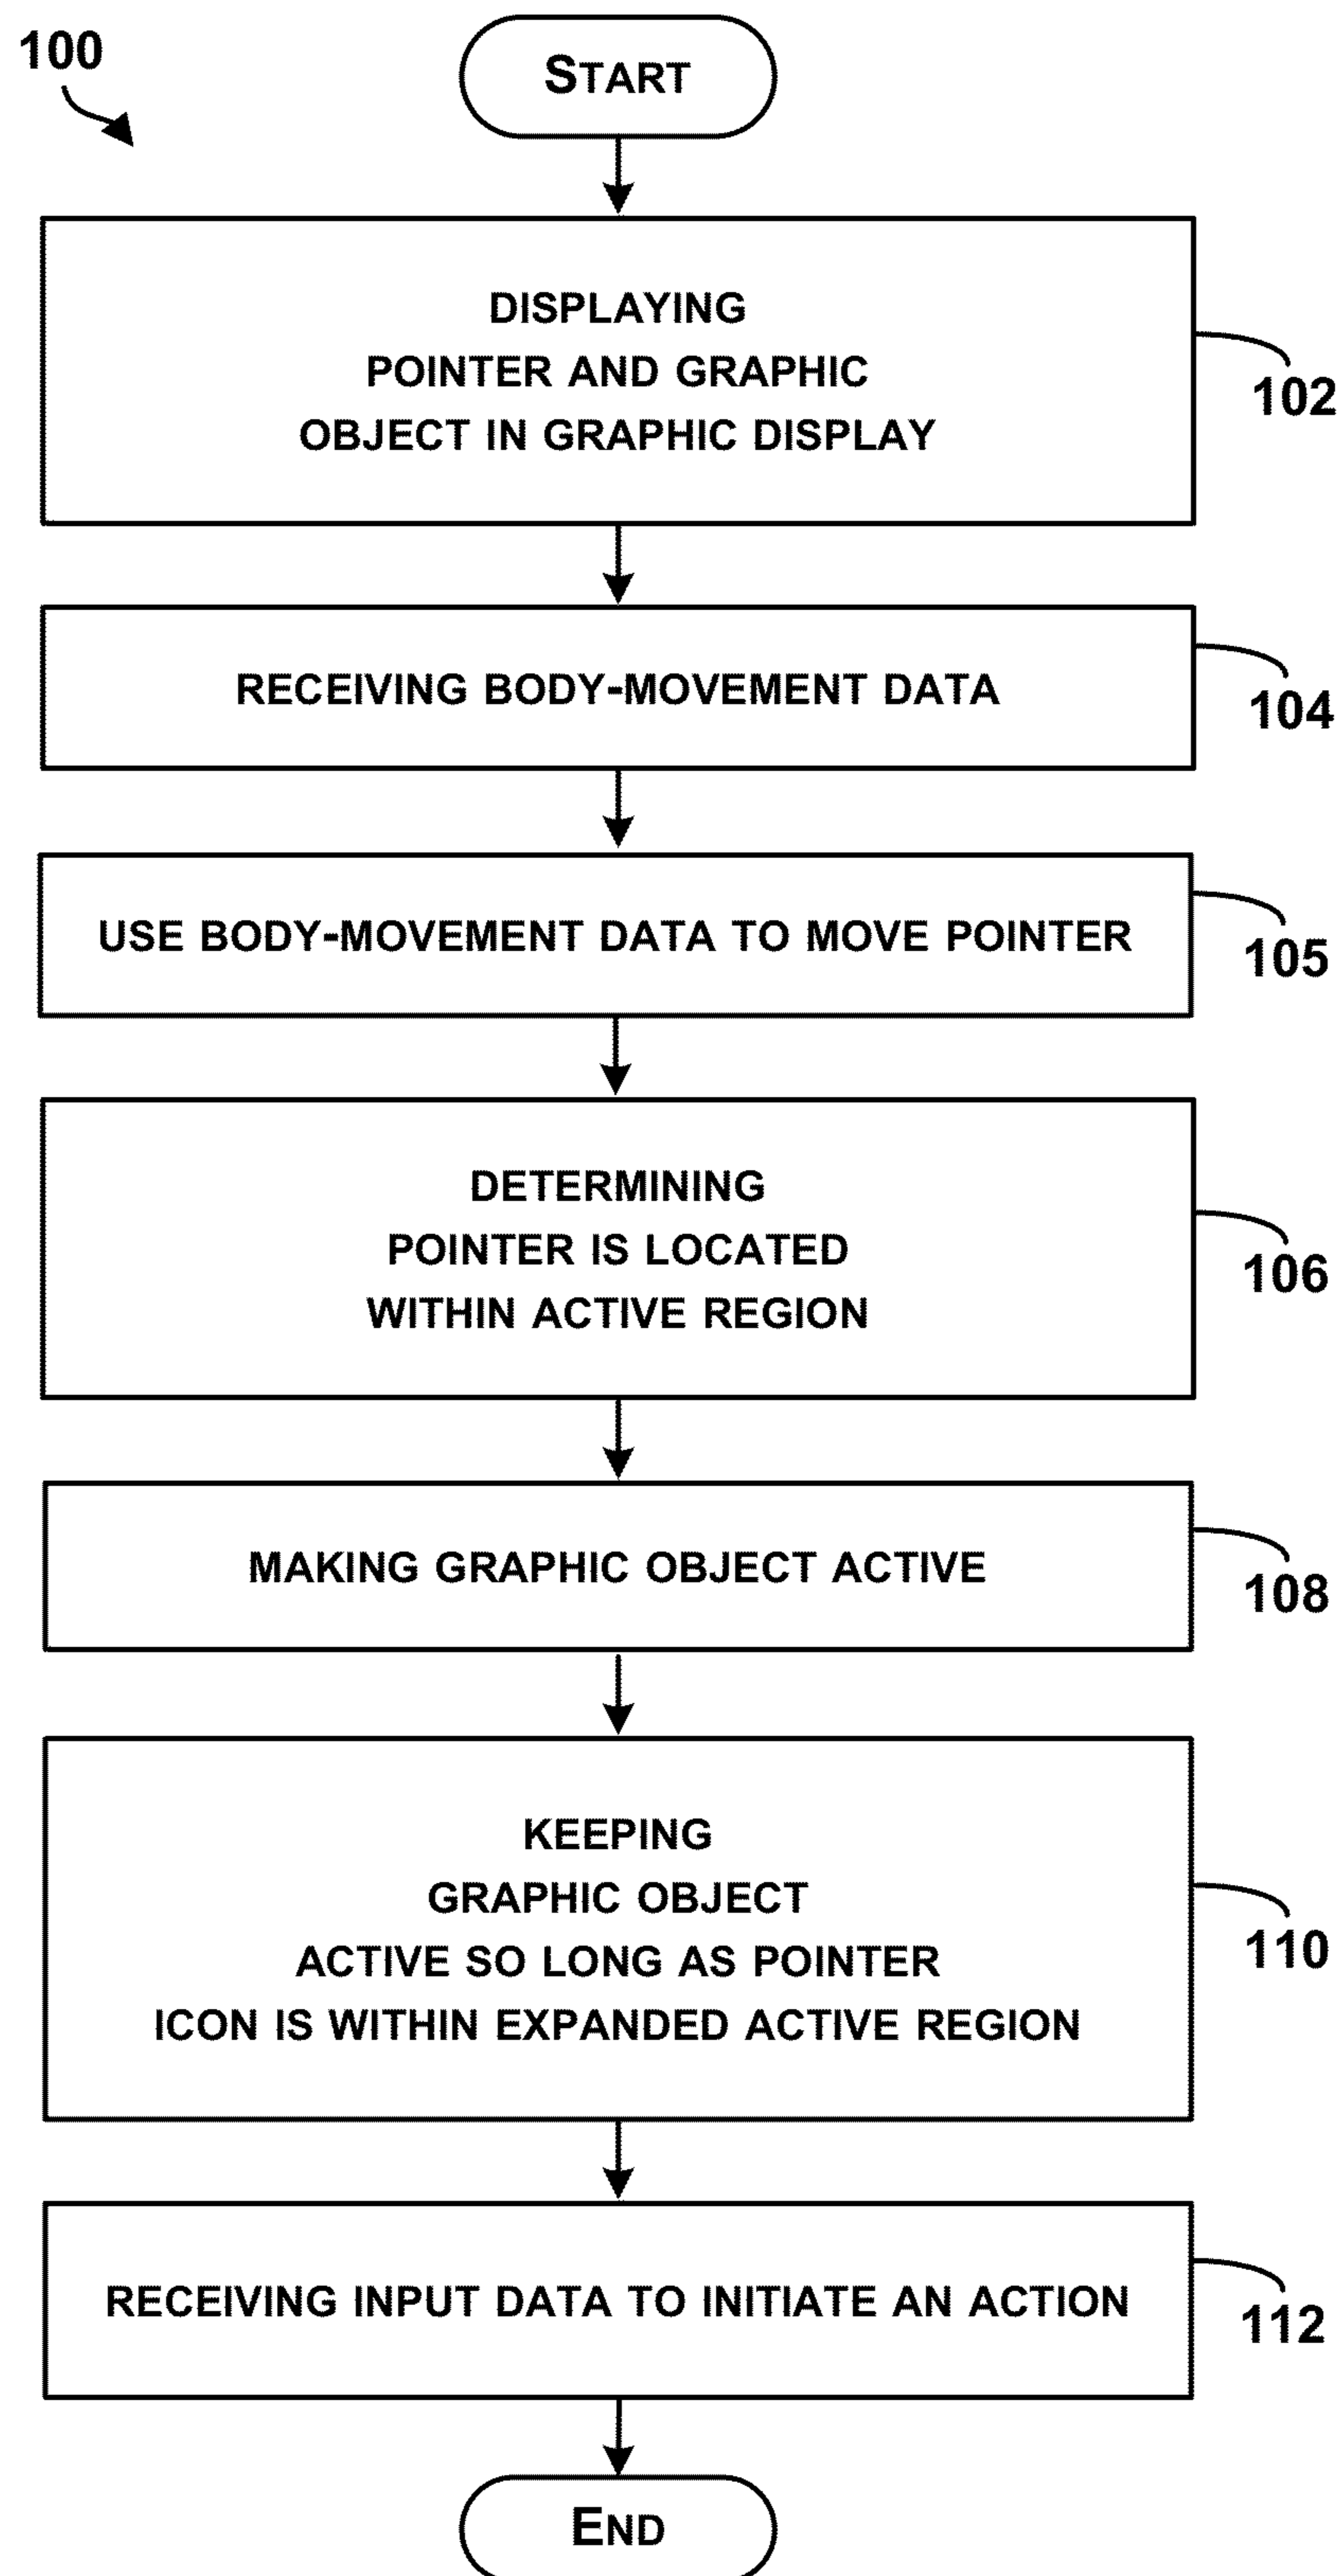 100
START
DISPLAYING
POINTER AND GRAPHIC
OBJECT IN GRAPHIC DISPLAY
102
RECEIVING BODY-MOVEMENT DATA
104
USE BODY-MOVEMENT DATA TO MOVE POINTER
105
DETERMINING
POINTER IS LOCATED
WITHIN ACTIVE REGION
106
MAKING GRAPHIC OBJECT ACTIVE
108
KEEPING
GRAPHIC OBJECT
ACTIVE SO LONG AS POINTER
ICON IS WITHIN EXPANDED ACTIVE REGION
110
RECEIVING INPUT DATA TO INITIATE AN ACTION
112
END